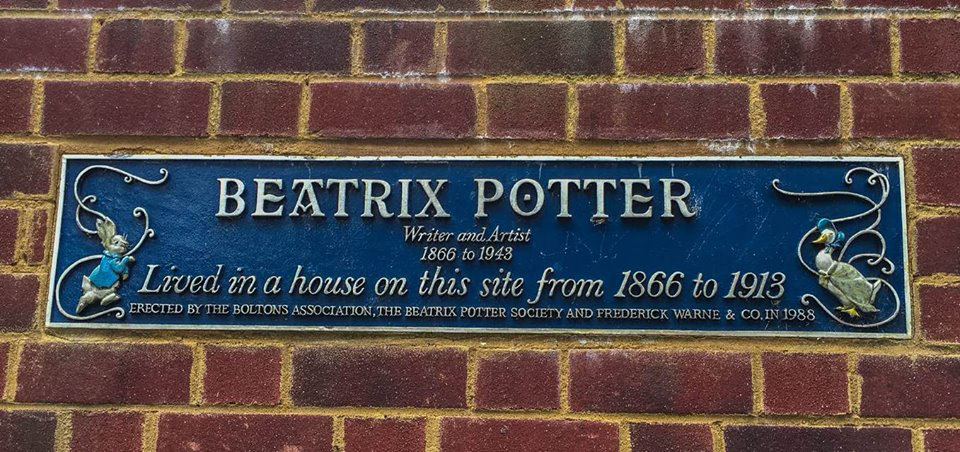 BEATRIX POTTER
Writer and Artist
1866 to 1943
Lived in a house on this site from 1866 to 1913
ERECTED BY THE BOLTONS ASSOCIATION, THE BEATRIX POTTER SOCIETY AND FREDERICK WARNE & CO, IN 1988